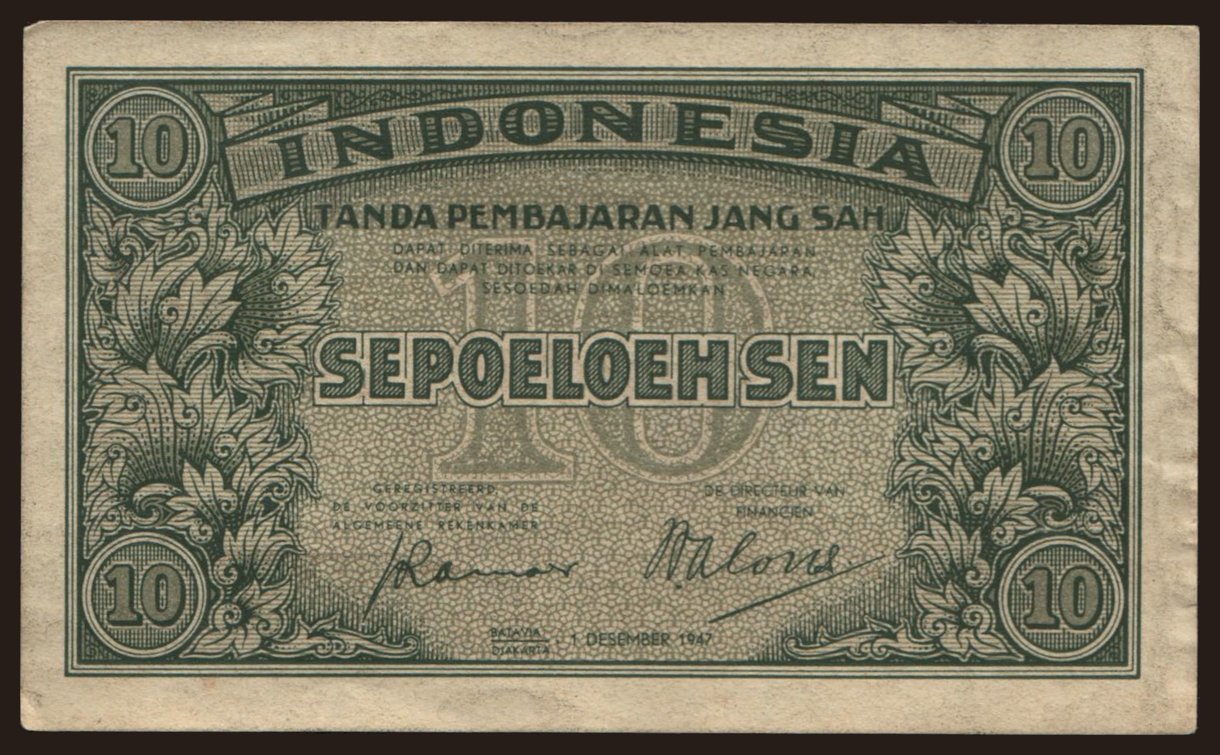 10 INDONESIA 10
TANDA PEMBAJARAN JANG SAH
DAPAT DITERIMA SEBAGAI ALAT PEMBAJARAN
DAN DAPAT DITOEKAR DI SEMOEA KAS NEGARA,
SESOEDAH DIMALOEMKAN
10
SEPOELOEH SEN
GEREGISTREERD,
DE VOORZITTER VAN DE
ALGEMEENE REKENKAMER
DE DIRECTEUR VAN
FINANCIËN
10 10
BATAVIA
DJAKARTA, 1 DESEMBER 1947